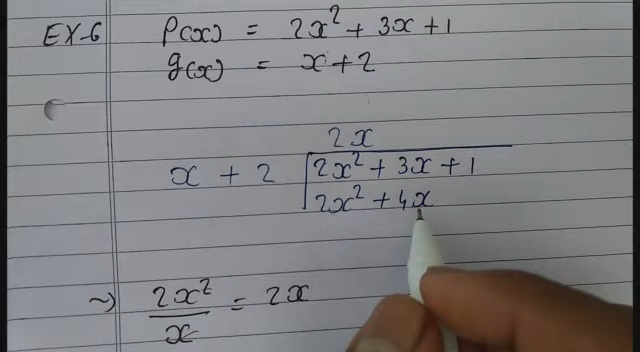 EX-6 P(x) = 2x² + 3x + 1
g(x) = x + 2
2x
x + 2 2x² + 3x + 1
2x² + 4x
~) 2x²/x = 2x